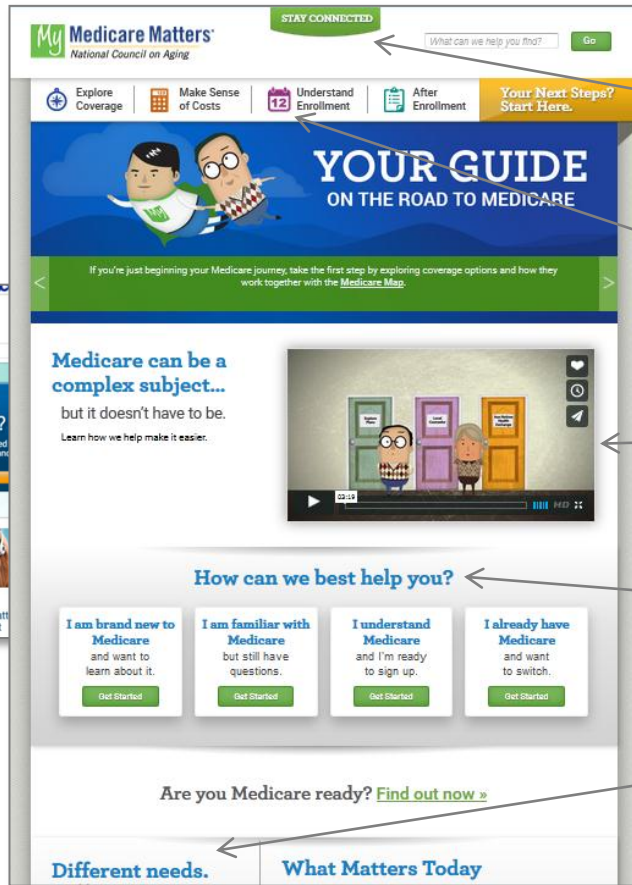 STAY CONNECTED
My Medicare Matters®
National Council on Aging
What can we help you find?
Go
Explore Coverage
Make Sense of Costs
12
Understand Enrollment
After Enrollment
Your Next Steps? Start Here.
My
YOUR GUIDE
ON THE ROAD TO MEDICARE
<
If you're just beginning your Medicare journey, take the first step by exploring coverage options and how they
work together with the Medicare Map.
>
Medicare can be a
complex subject...
but it doesn't have to be.
Learn how we help make it easier.
03:19
HD
How can we best help you?
I am brand new to
Medicare
and want to
learn about it.
Get Started
I am familiar with
Medicare
but still have
questions.
Get Started
I understand
Medicare
and I'm ready
to sign up.
Get Started
I already have
Medicare
and want
to switch.
Get Started
Are you Medicare ready? Find out now »
Different needs.
What Matters Today